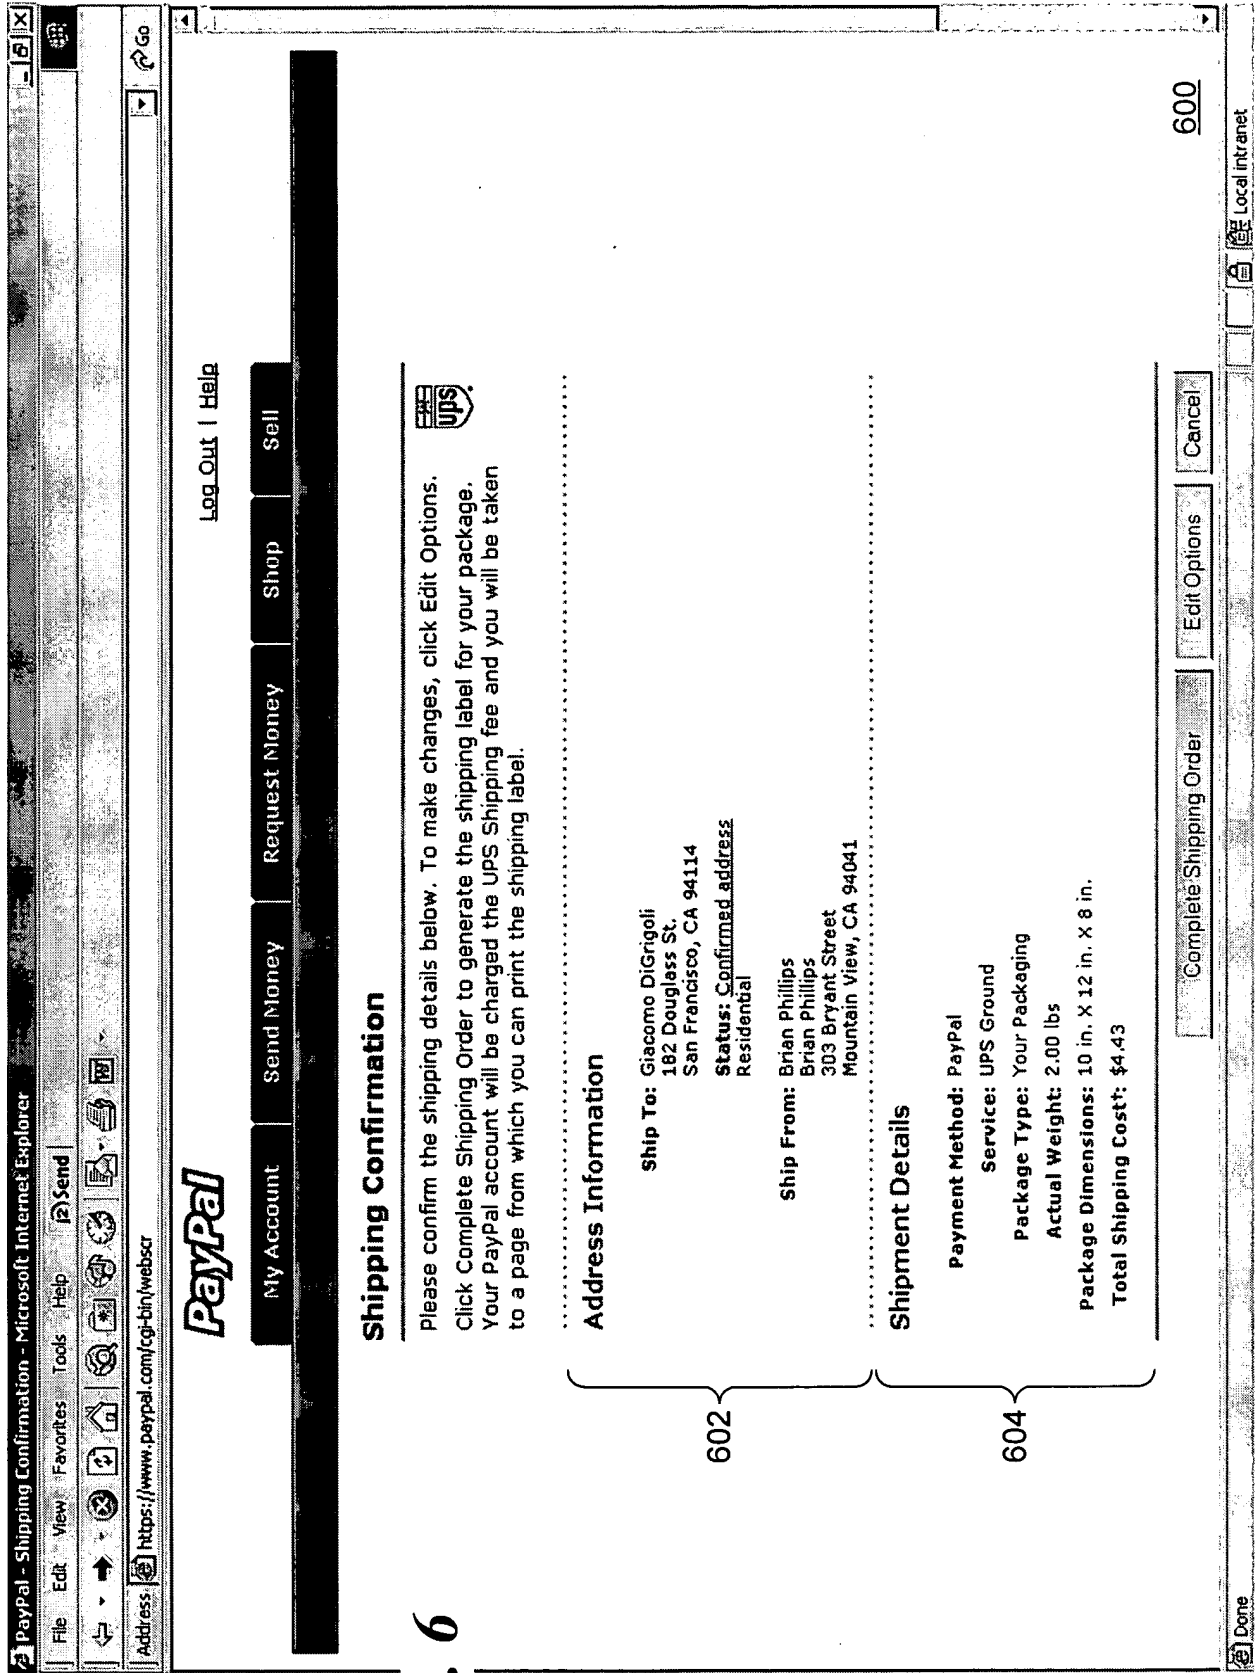 PayPal - Shipping Confirmation - Microsoft Internet Explorer
File Edit View Favorites Tools Help Send
Address https://www.paypal.com/cgi-bin/webscr Go
PayPal
Log Out | Help
My Account Send Money Request Money Shop Sell
Shipping Confirmation
Please confirm the shipping details below. To make changes, click Edit Options.
ups
Click Complete Shipping Order to generate the shipping label for your package.
Your PayPal account will be charged the UPS Shipping fee and you will be taken
to a page from which you can print the shipping label.
602
Address Information
Ship To: Giacomo DiGrigoli
182 Douglass St.
San Francisco, CA 94114
Status: Confirmed address
Residential
Ship From: Brian Phillips
Brian Phillips
303 Bryant Street
Mountain View, CA 94041
604
Shipment Details
Payment Method: PayPal
Service: UPS Ground
Package Type: Your Packaging
Actual Weight: 2.00 lbs
Package Dimensions: 10 in. X 12 in. X 8 in.
Total Shipping Cost*: $4.43
Complete Shipping Order Edit Options Cancel
600
Done Local intranet
. 6